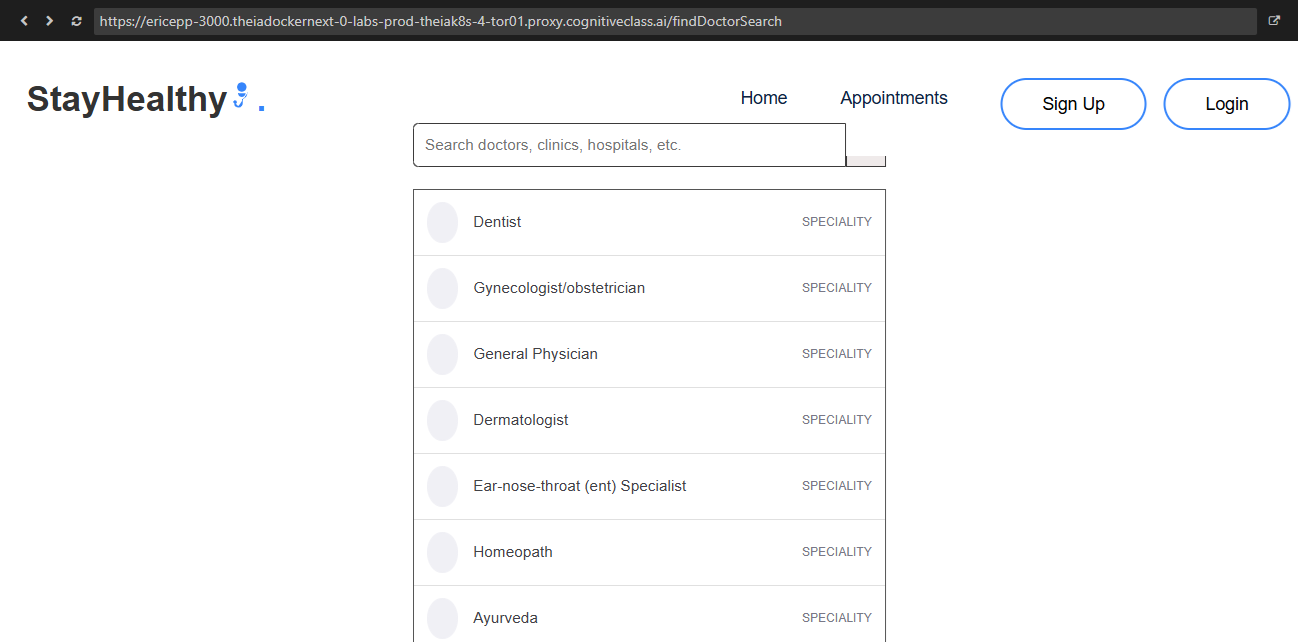 https://ericepp-3000.theiadockernext-0-labs-prod-theiak8s-4-tor01.proxy.cognitiveclass.ai/findDoctorSearch
StayHealthy. Home Appointments Sign Up Login
Search doctors, clinics, hospitals, etc.
Dentist SPECIALITY
Gynecologist/obstetrician SPECIALITY
General Physician SPECIALITY
Dermatologist SPECIALITY
Ear-nose-throat (ent) Specialist SPECIALITY
Homeopath SPECIALITY
Ayurveda SPECIALITY